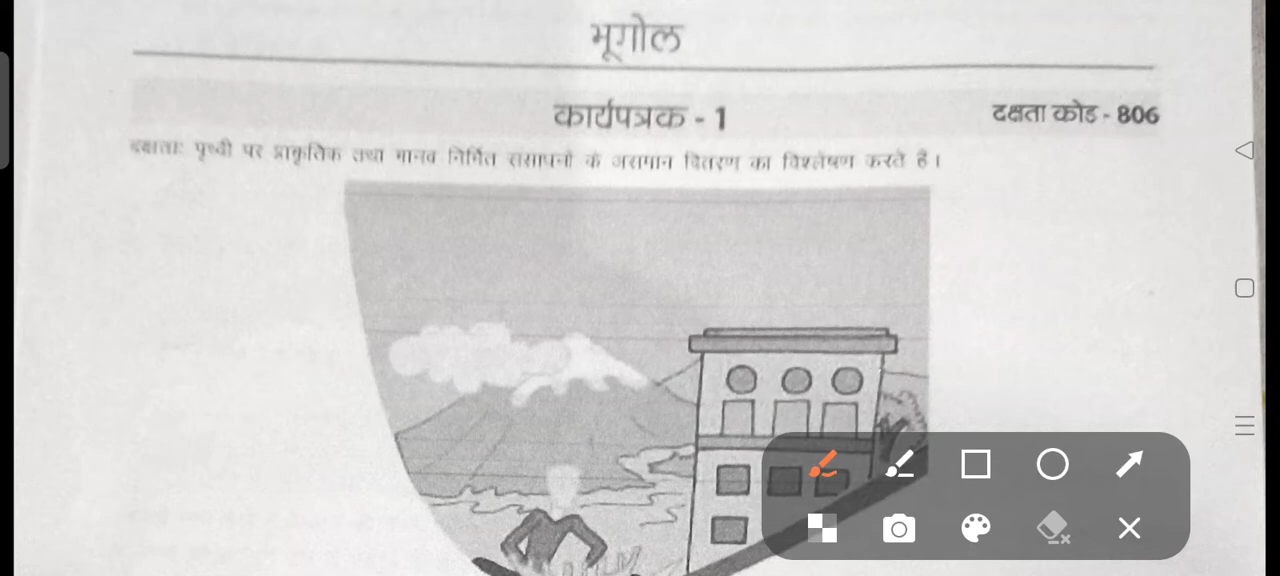 भूगोल
कार्यपत्रक - 1
दक्षता कोड - 806
दक्षताः पृथ्वी पर प्राकृतिक तथा मानव निर्मित संसाधनों के असमान वितरण का विश्लेषण करते हैं।